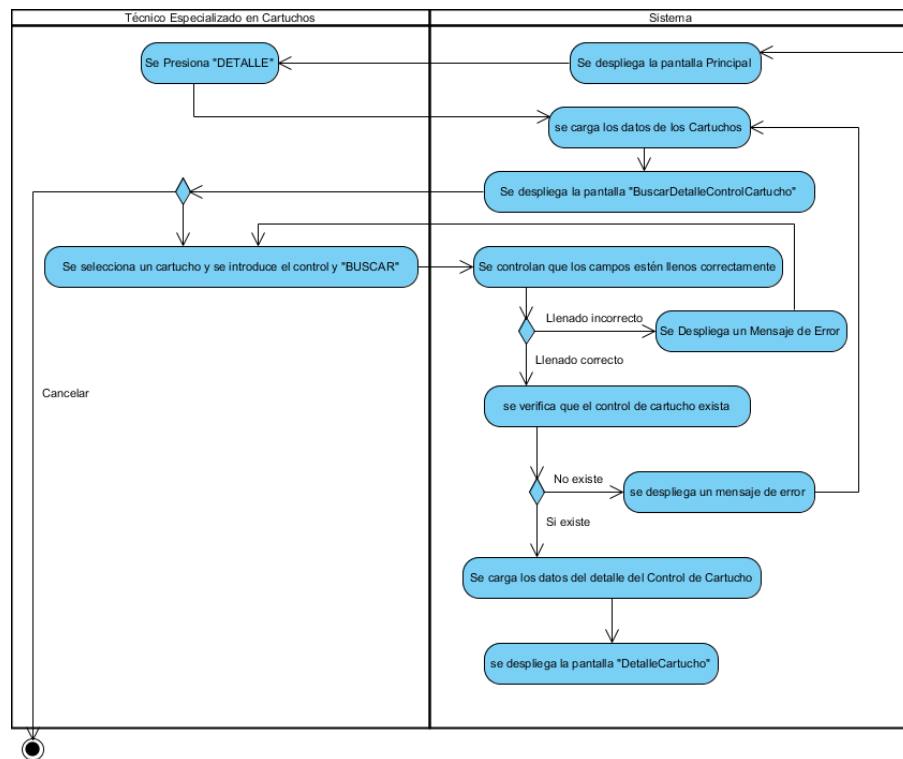 Técnico Especializado en Cartuchos
Sistema
Se Presiona "DETALLE"
Se despliega la pantalla Principal
se carga los datos de los Cartuchos
Se despliega la pantalla "BuscarDetalleControlCartucho"
Se selecciona un cartucho y se introduce el control y "BUSCAR"
Se controlan que los campos estén llenos correctamente
Llenado incorrecto
Se Despliega un Mensaje de Error
Llenado correcto
Cancelar
se verifica que el control de cartucho exista
No existe
se despliega un mensaje de error
Si existe
Se carga los datos del detalle del Control de Cartucho
se despliega la pantalla "DetalleCartucho"